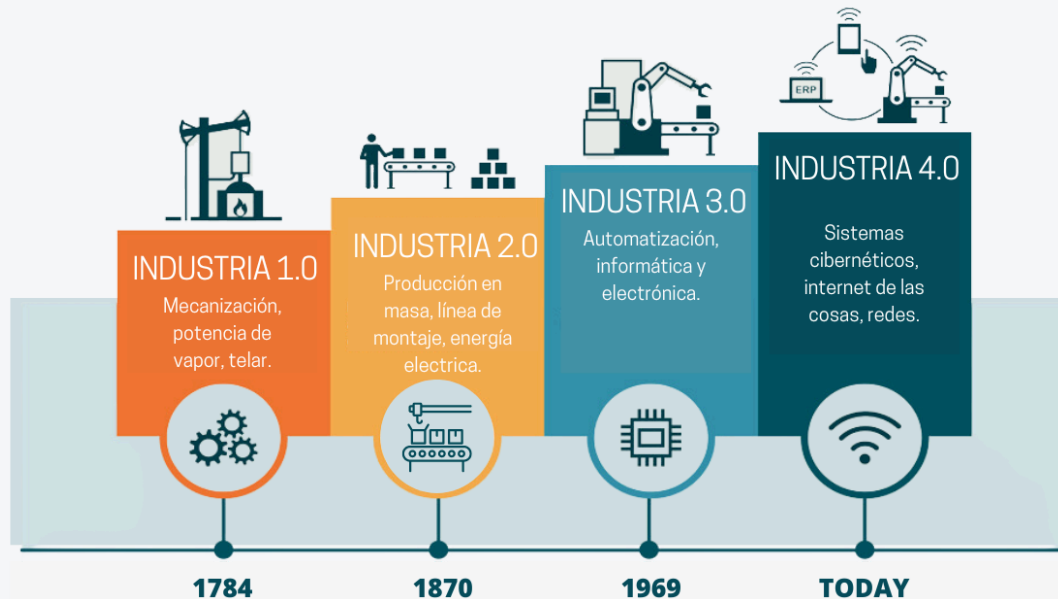 ERP
INDUSTRIA 1.0
Mecanización,
potencia de
vapor, telar.
INDUSTRIA 2.0
Producción en
masa, línea de
montaje, energía
electrica.
INDUSTRIA 3.0
Automatización,
informática y
electrónica.
INDUSTRIA 4.0
Sistemas
cibernéticos,
internet de las
cosas, redes.
1784
1870
1969
TODAY